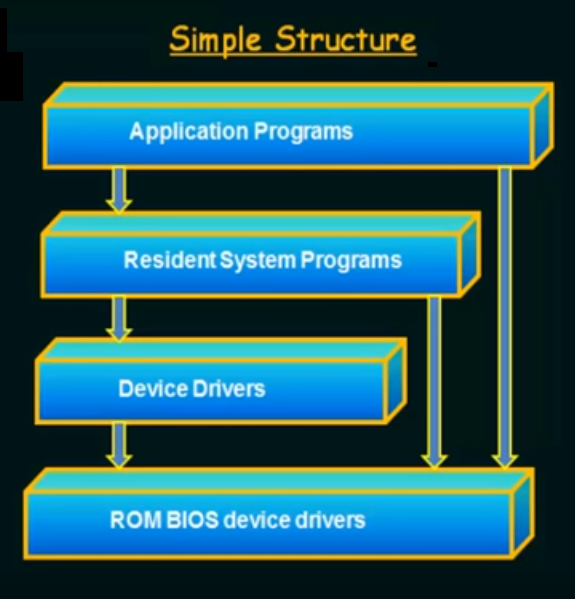 Simple Structure
Application Programs
Resident System Programs
Device Drivers
ROM BIOS device drivers